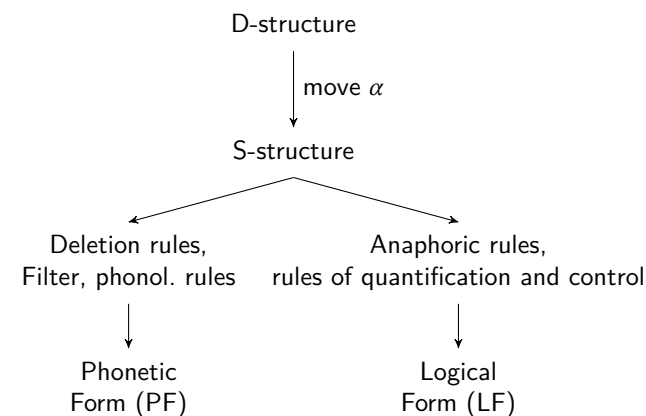 D-structure
move α
S-structure
Deletion rules,
Filter, phonol. rules
Anaphoric rules,
rules of quantification and control
Phonetic
Form (PF)
Logical
Form (LF)